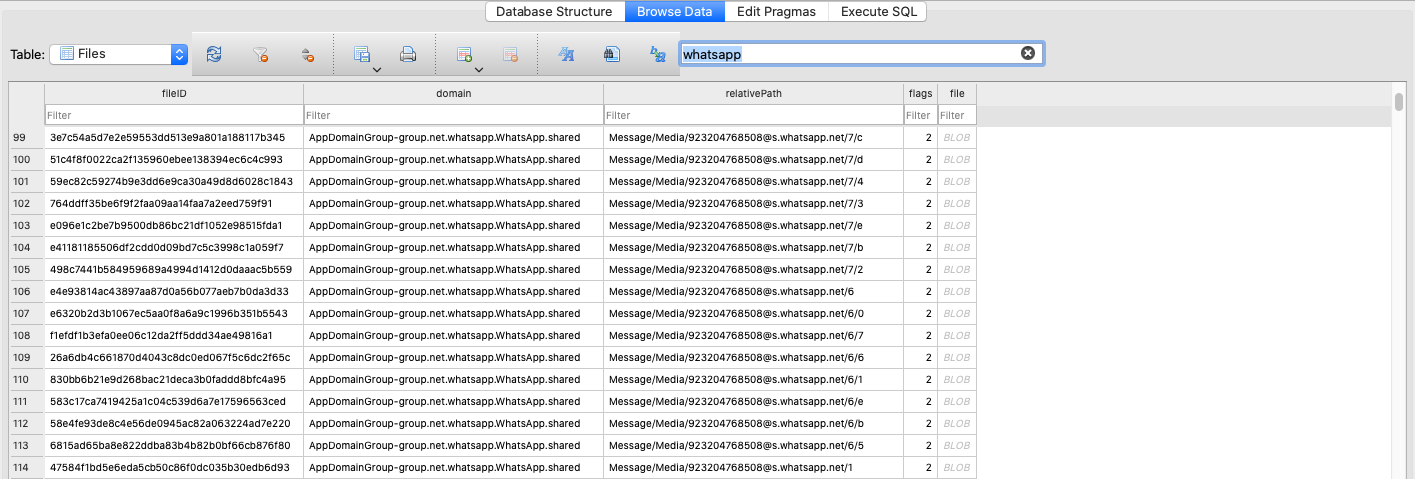 Database Structure Browse Data Edit Pragmas Execute SQL
Table: Files whatsapp
fileID domain relativePath flags file
Filter Filter Filter Filter Filter
99 3e7c54a5d7e2e59553dd513e9a801a188117b345 AppDomainGroup-group.net.whatsapp.WhatsApp.shared Message/Media/923204768508@s.whatsapp.net/7/c 2 BLOB
100 51c4f8f0022ca2f135960ebee138394ec6c4c993 AppDomainGroup-group.net.whatsapp.WhatsApp.shared Message/Media/923204768508@s.whatsapp.net/7/d 2 BLOB
101 59ec82c59274b9e3dd6e9ca30a49d8d6028c1843 AppDomainGroup-group.net.whatsapp.WhatsApp.shared Message/Media/923204768508@s.whatsapp.net/7/4 2 BLOB
102 764ddff35be6f9f2faa09aa14faa7a2eed759f91 AppDomainGroup-group.net.whatsapp.WhatsApp.shared Message/Media/923204768508@s.whatsapp.net/7/3 2 BLOB
103 e096e1c2be7b9500db86bc21df1052e98515fda1 AppDomainGroup-group.net.whatsapp.WhatsApp.shared Message/Media/923204768508@s.whatsapp.net/7/e 2 BLOB
104 e41181185506df2cdd0d09bd7c5c3998c1a059f7 AppDomainGroup-group.net.whatsapp.WhatsApp.shared Message/Media/923204768508@s.whatsapp.net/7/b 2 BLOB
105 498c7441b584959689a4994d1412d0daaac5b559 AppDomainGroup-group.net.whatsapp.WhatsApp.shared Message/Media/923204768508@s.whatsapp.net/7/2 2 BLOB
106 e4e93814ac43897aa87d0a56b077aeb7b0da3d33 AppDomainGroup-group.net.whatsapp.WhatsApp.shared Message/Media/923204768508@s.whatsapp.net/6 2 BLOB
107 e6320b2d3b1067ec5aa0f8a6a9c1996b351b5543 AppDomainGroup-group.net.whatsapp.WhatsApp.shared Message/Media/923204768508@s.whatsapp.net/6/0 2 BLOB
108 f1efdf1b3efa0ee06c12da2ff5ddd34ae49816a1 AppDomainGroup-group.net.whatsapp.WhatsApp.shared Message/Media/923204768508@s.whatsapp.net/6/7 2 BLOB
109 26a6db4c661870d4043c8dc0ed067f5c6dc2f65c AppDomainGroup-group.net.whatsapp.WhatsApp.shared Message/Media/923204768508@s.whatsapp.net/6/6 2 BLOB
110 830bb6b21e9d268bac21deca3b0faddd8bfc4a95 AppDomainGroup-group.net.whatsapp.WhatsApp.shared Message/Media/923204768508@s.whatsapp.net/6/1 2 BLOB
111 583c17ca7419425a1c04c539d6a7e17596563ced AppDomainGroup-group.net.whatsapp.WhatsApp.shared Message/Media/923204768508@s.whatsapp.net/6/e 2 BLOB
112 58e4fe93de8c4e56de0945ac82a063224ad7e220 AppDomainGroup-group.net.whatsapp.WhatsApp.shared Message/Media/923204768508@s.whatsapp.net/6/b 2 BLOB
113 6815ad65ba8e822ddba83b4b82b0bf66cb876f80 AppDomainGroup-group.net.whatsapp.WhatsApp.shared Message/Media/923204768508@s.whatsapp.net/6/5 2 BLOB
114 47584f1bd5e6eda5cb50c86f0dc035b30edb6d93 AppDomainGroup-group.net.whatsapp.WhatsApp.shared Message/Media/923204768508@s.whatsapp.net/1 2 BLOB